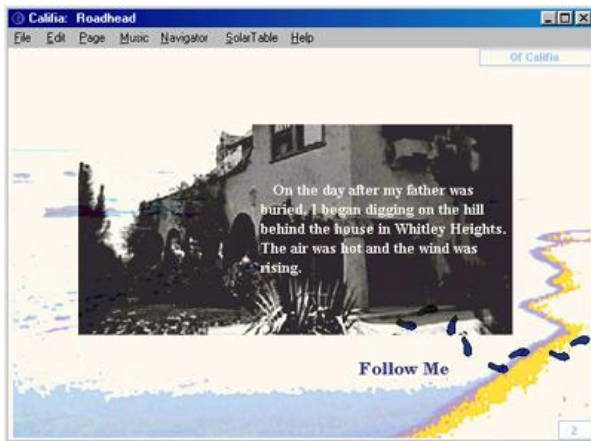 Califia: Roadhead
File Edit Page Music Navigator SolarTable Help
Of Califia
On the day after my father was
buried, I began digging on the hill
behind the house in Whitley Heights.
The air was hot and the wind was
rising.
Follow Me
2